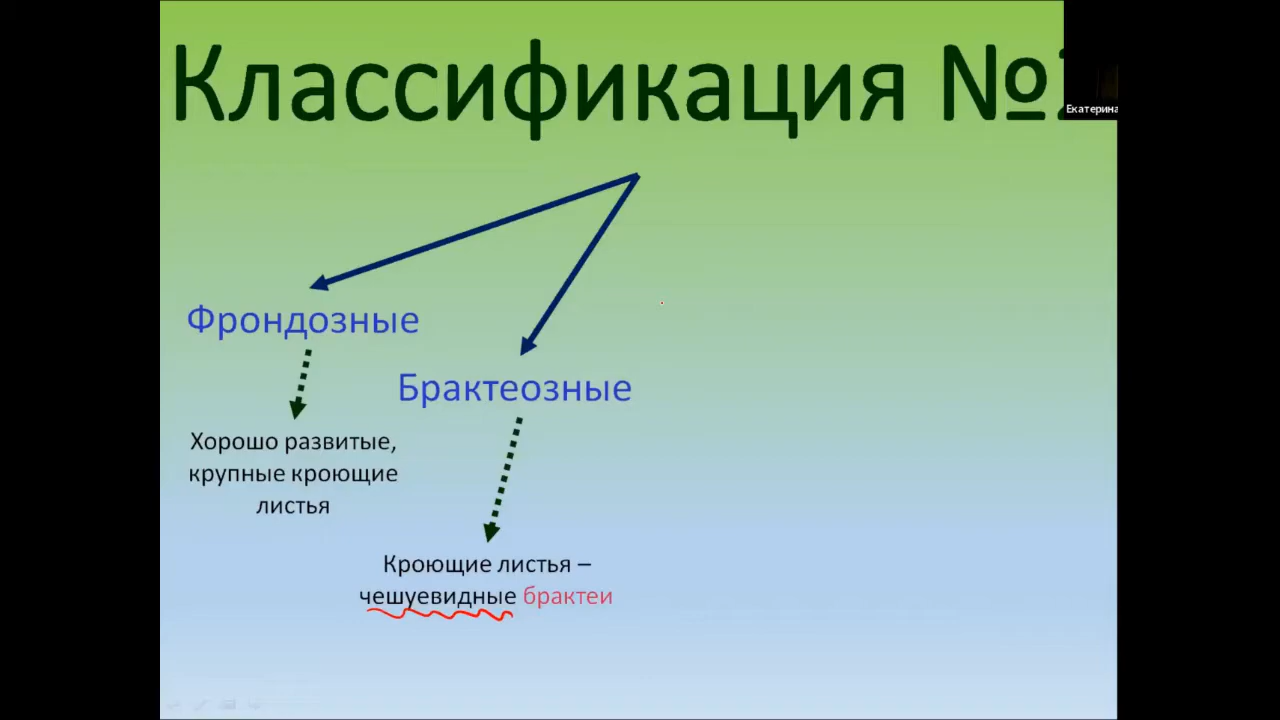 Классификация №
Екатерина
Фрондозные
Брактеозные
Хорошо развитые,
крупные кроющие
листья
Кроющие листья –
чешуевидные брактеи